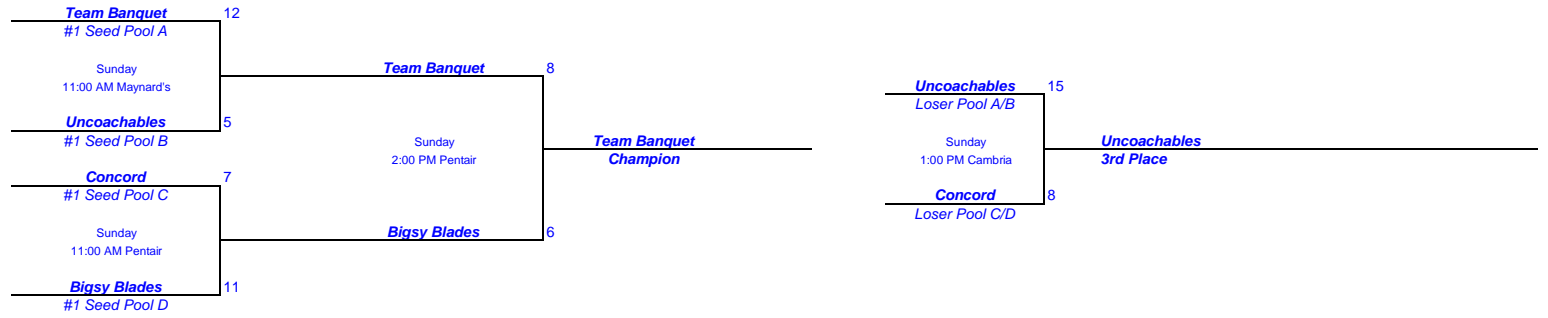 Team Banquet 12
#1 Seed Pool A
Sunday
11:00 AM Maynard's
Uncoachables 5
#1 Seed Pool B
Concord 7
#1 Seed Pool C
Sunday
11:00 AM Pentair
Bigsy Blades 11
#1 Seed Pool D
Team Banquet 8
Sunday
2:00 PM Pentair
Bigsy Blades 6
Team Banquet
Champion
Uncoachables 15
Loser Pool A/B
Sunday
1:00 PM Cambria
Concord 8
Loser Pool C/D
Uncoachables
3rd Place